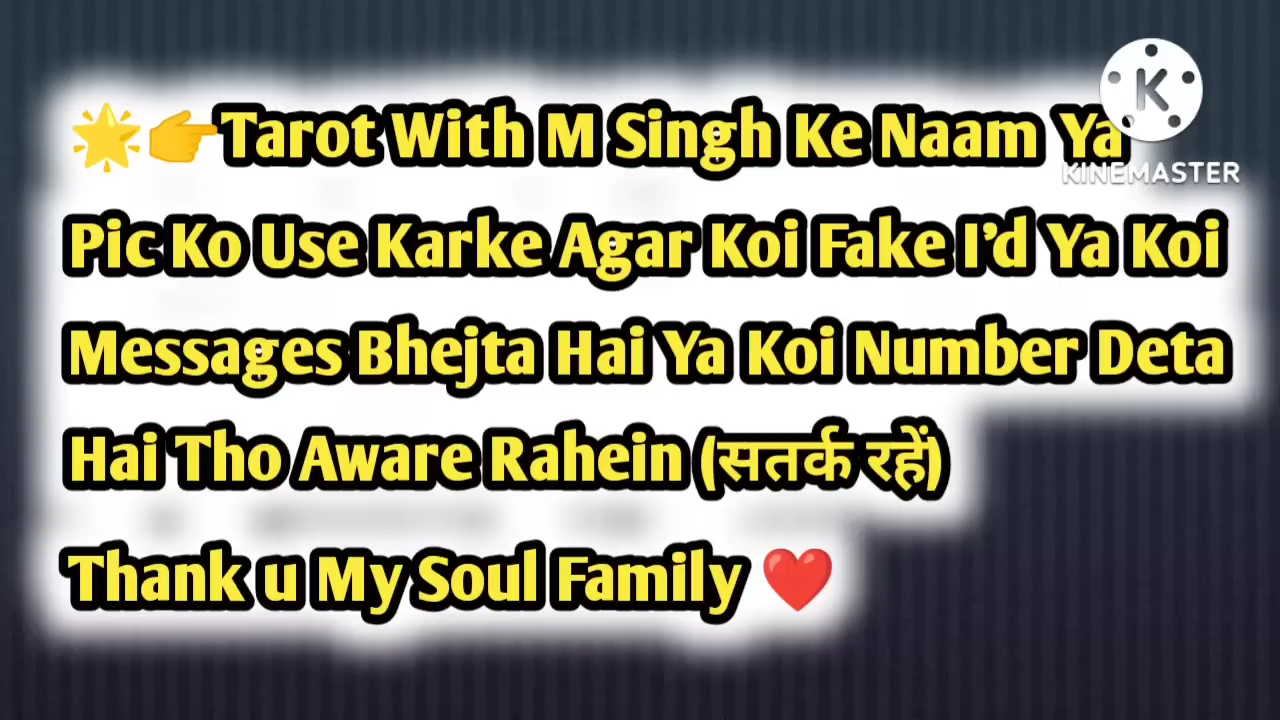 🌟👉Tarot With M Singh Ke Naam Ya
Pic Ko Use Karke Agar Koi Fake I’d Ya Koi
Messages Bhejta Hai Ya Koi Number Deta
Hai Tho Aware Rahein (सतर्क रहें)
Thank u My Soul Family ❤️
K
KINEMASTER